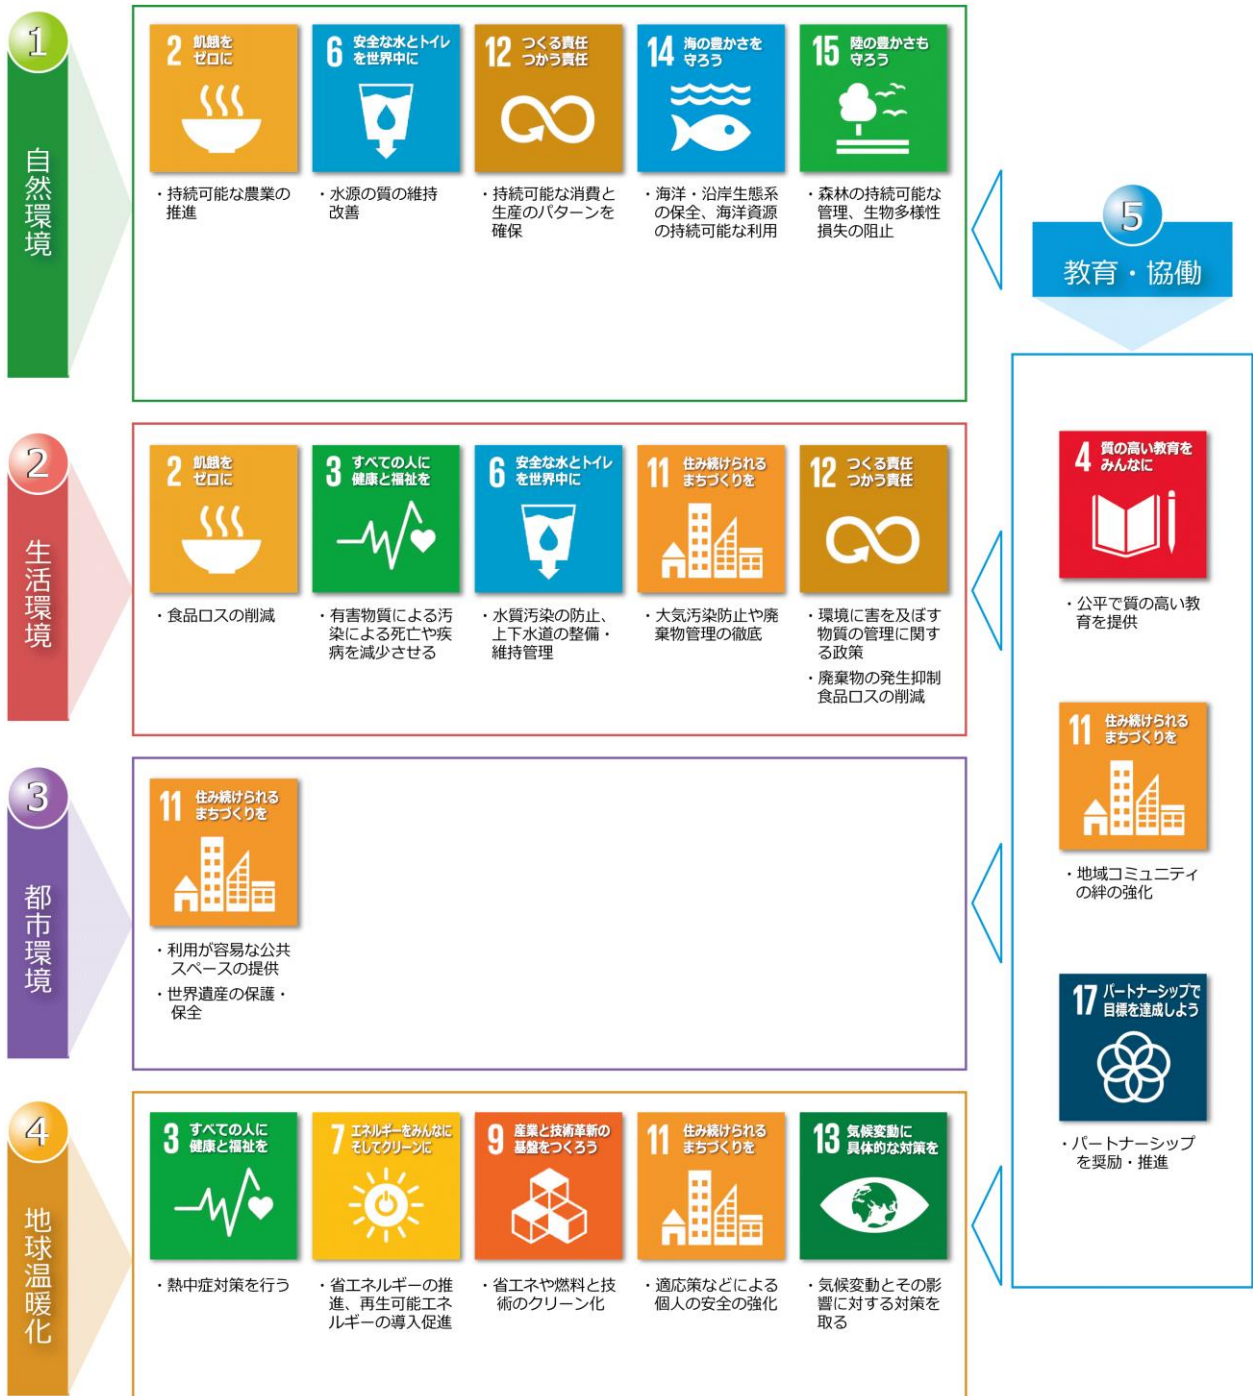 1
自然環境
2 飢餓を
ゼロに
・持続可能な農業の
推進
6 安全な水とトイレ
を世界中に
・水源の質の維持
改善
12 つくる責任
つかう責任
・持続可能な消費と
生産のパターンを
確保
14 海の豊かさを
守ろう
・海洋・沿岸生態系
の保全、海洋資源
の持続可能な利用
15 陸の豊かさも
守ろう
・森林の持続可能な
管理、生物多様性
損失の阻止
2
生活環境
2 飢餓を
ゼロに
・食品ロスの削減
3 すべての人に
健康と福祉を
・有害物質による汚
染による死亡や疾
病を減少させる
6 安全な水とトイレ
を世界中に
・水質汚染の防止、
上下水道の整備・
維持管理
11 住み続けられる
まちづくりを
・大気汚染防止や廃
棄物管理の徹底
12 つくる責任
つかう責任
・環境に害を及ぼす
物質の管理に関す
る政策
・廃棄物の発生抑制
食品ロスの削減
3
都市環境
11 住み続けられる
まちづくりを
・利用が容易な公共
スペースの提供
・世界遺産の保護・
保全
4
地球温暖化
3 すべての人に
健康と福祉を
・熱中症対策を行う
7 エネルギーをみんなに
そしてクリーンに
・省エネルギーの推
進、再生可能エネ
ルギーの導入促進
9 産業と技術革新の
基盤をつくろう
・省エネや燃料と技
術のクリーン化
11 住み続けられる
まちづくりを
・適応策などによる
個人の安全の強化
13 気候変動に
具体的な対策を
・気候変動とその影
響に対する対策を
取る
5
教育・協働
4 質の高い教育を
みんなに
・公平で質の高い教
育を提供
11 住み続けられる
まちづくりを
・地域コミュニティ
の絆の強化
17 パートナーシップで
目標を達成しよう
・パートナーシップ
を奨励・推進